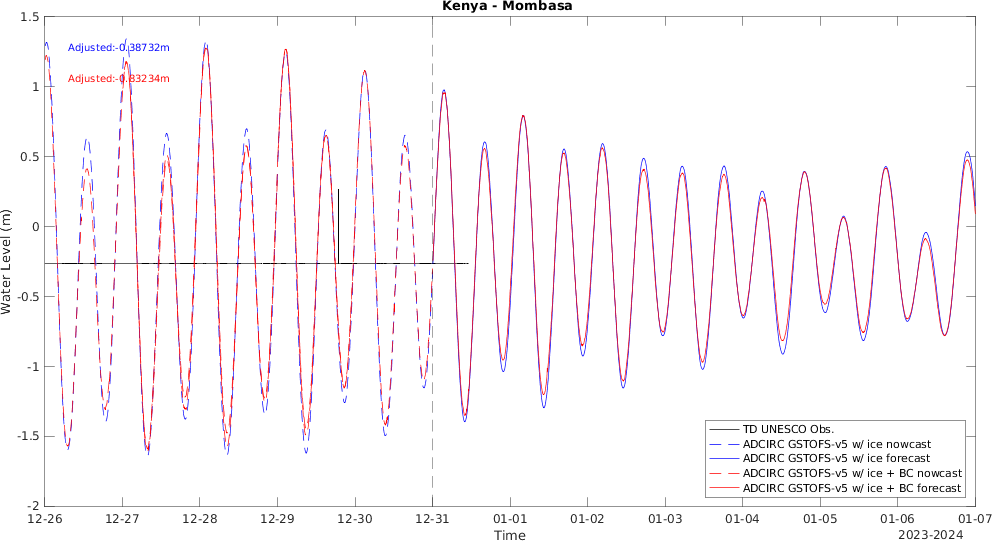 Kenya - Mombasa
Adjusted:-0.38732m
Adjusted:-0.83234m
Water Level (m)
1.5
1
0.5
0
-0.5
-1
-1.5
-2
TD UNESCO Obs.
ADCIRC GSTOFS-v5 w/ ice nowcast
ADCIRC GSTOFS-v5 w/ ice forecast
ADCIRC GSTOFS-v5 w/ ice + BC nowcast
ADCIRC GSTOFS-v5 w/ ice + BC forecast
12-26 12-27 12-28 12-29 12-30 12-31 01-01 01-02 01-03 01-04 01-05 01-06 01-07
Time
2023-2024